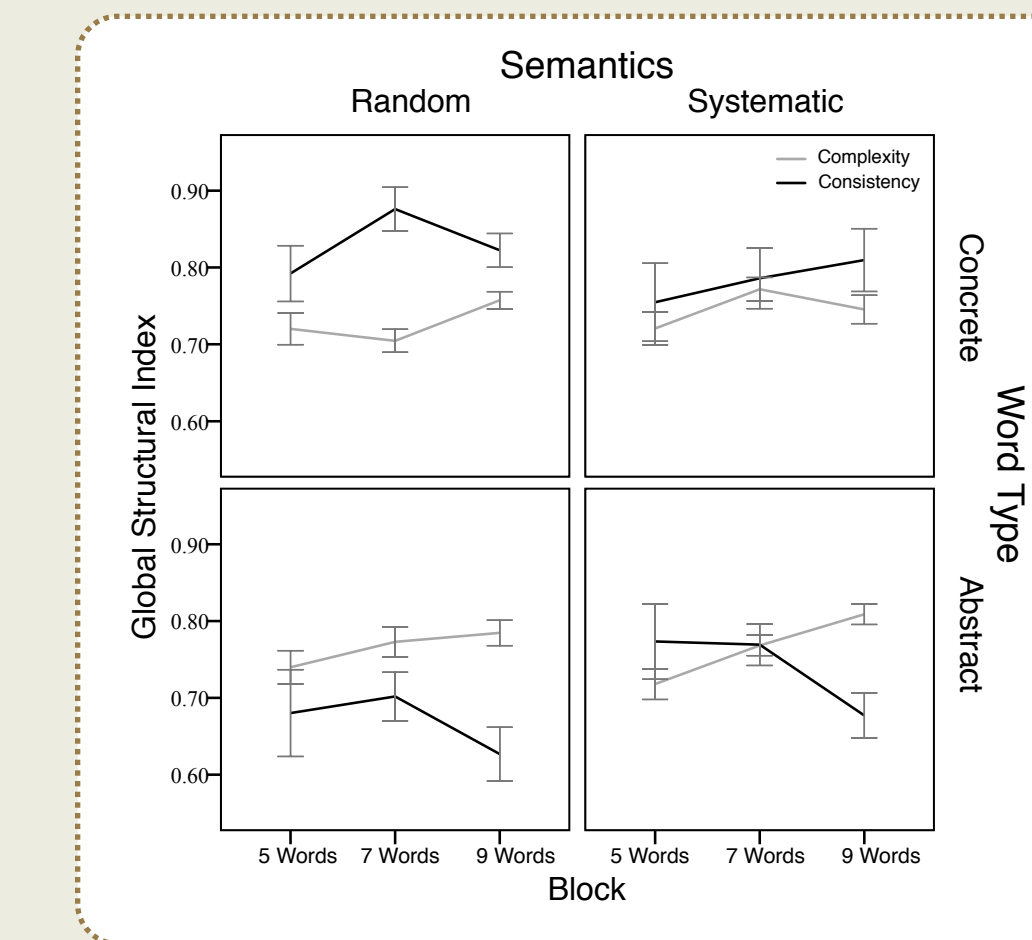 Semantics
Random Systematic
Complexity
Consistency
0.90
0.80
0.70
0.60
Concrete
Global Structural Index
Word Type
0.90
0.80
0.70
0.60
Abstract
5 Words 7 Words 9 Words 5 Words 7 Words 9 Words
Block